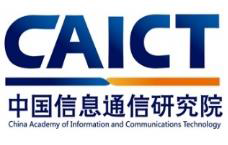 CAICT
中国信息通信研究院
China Academy of Information and Communications Technology